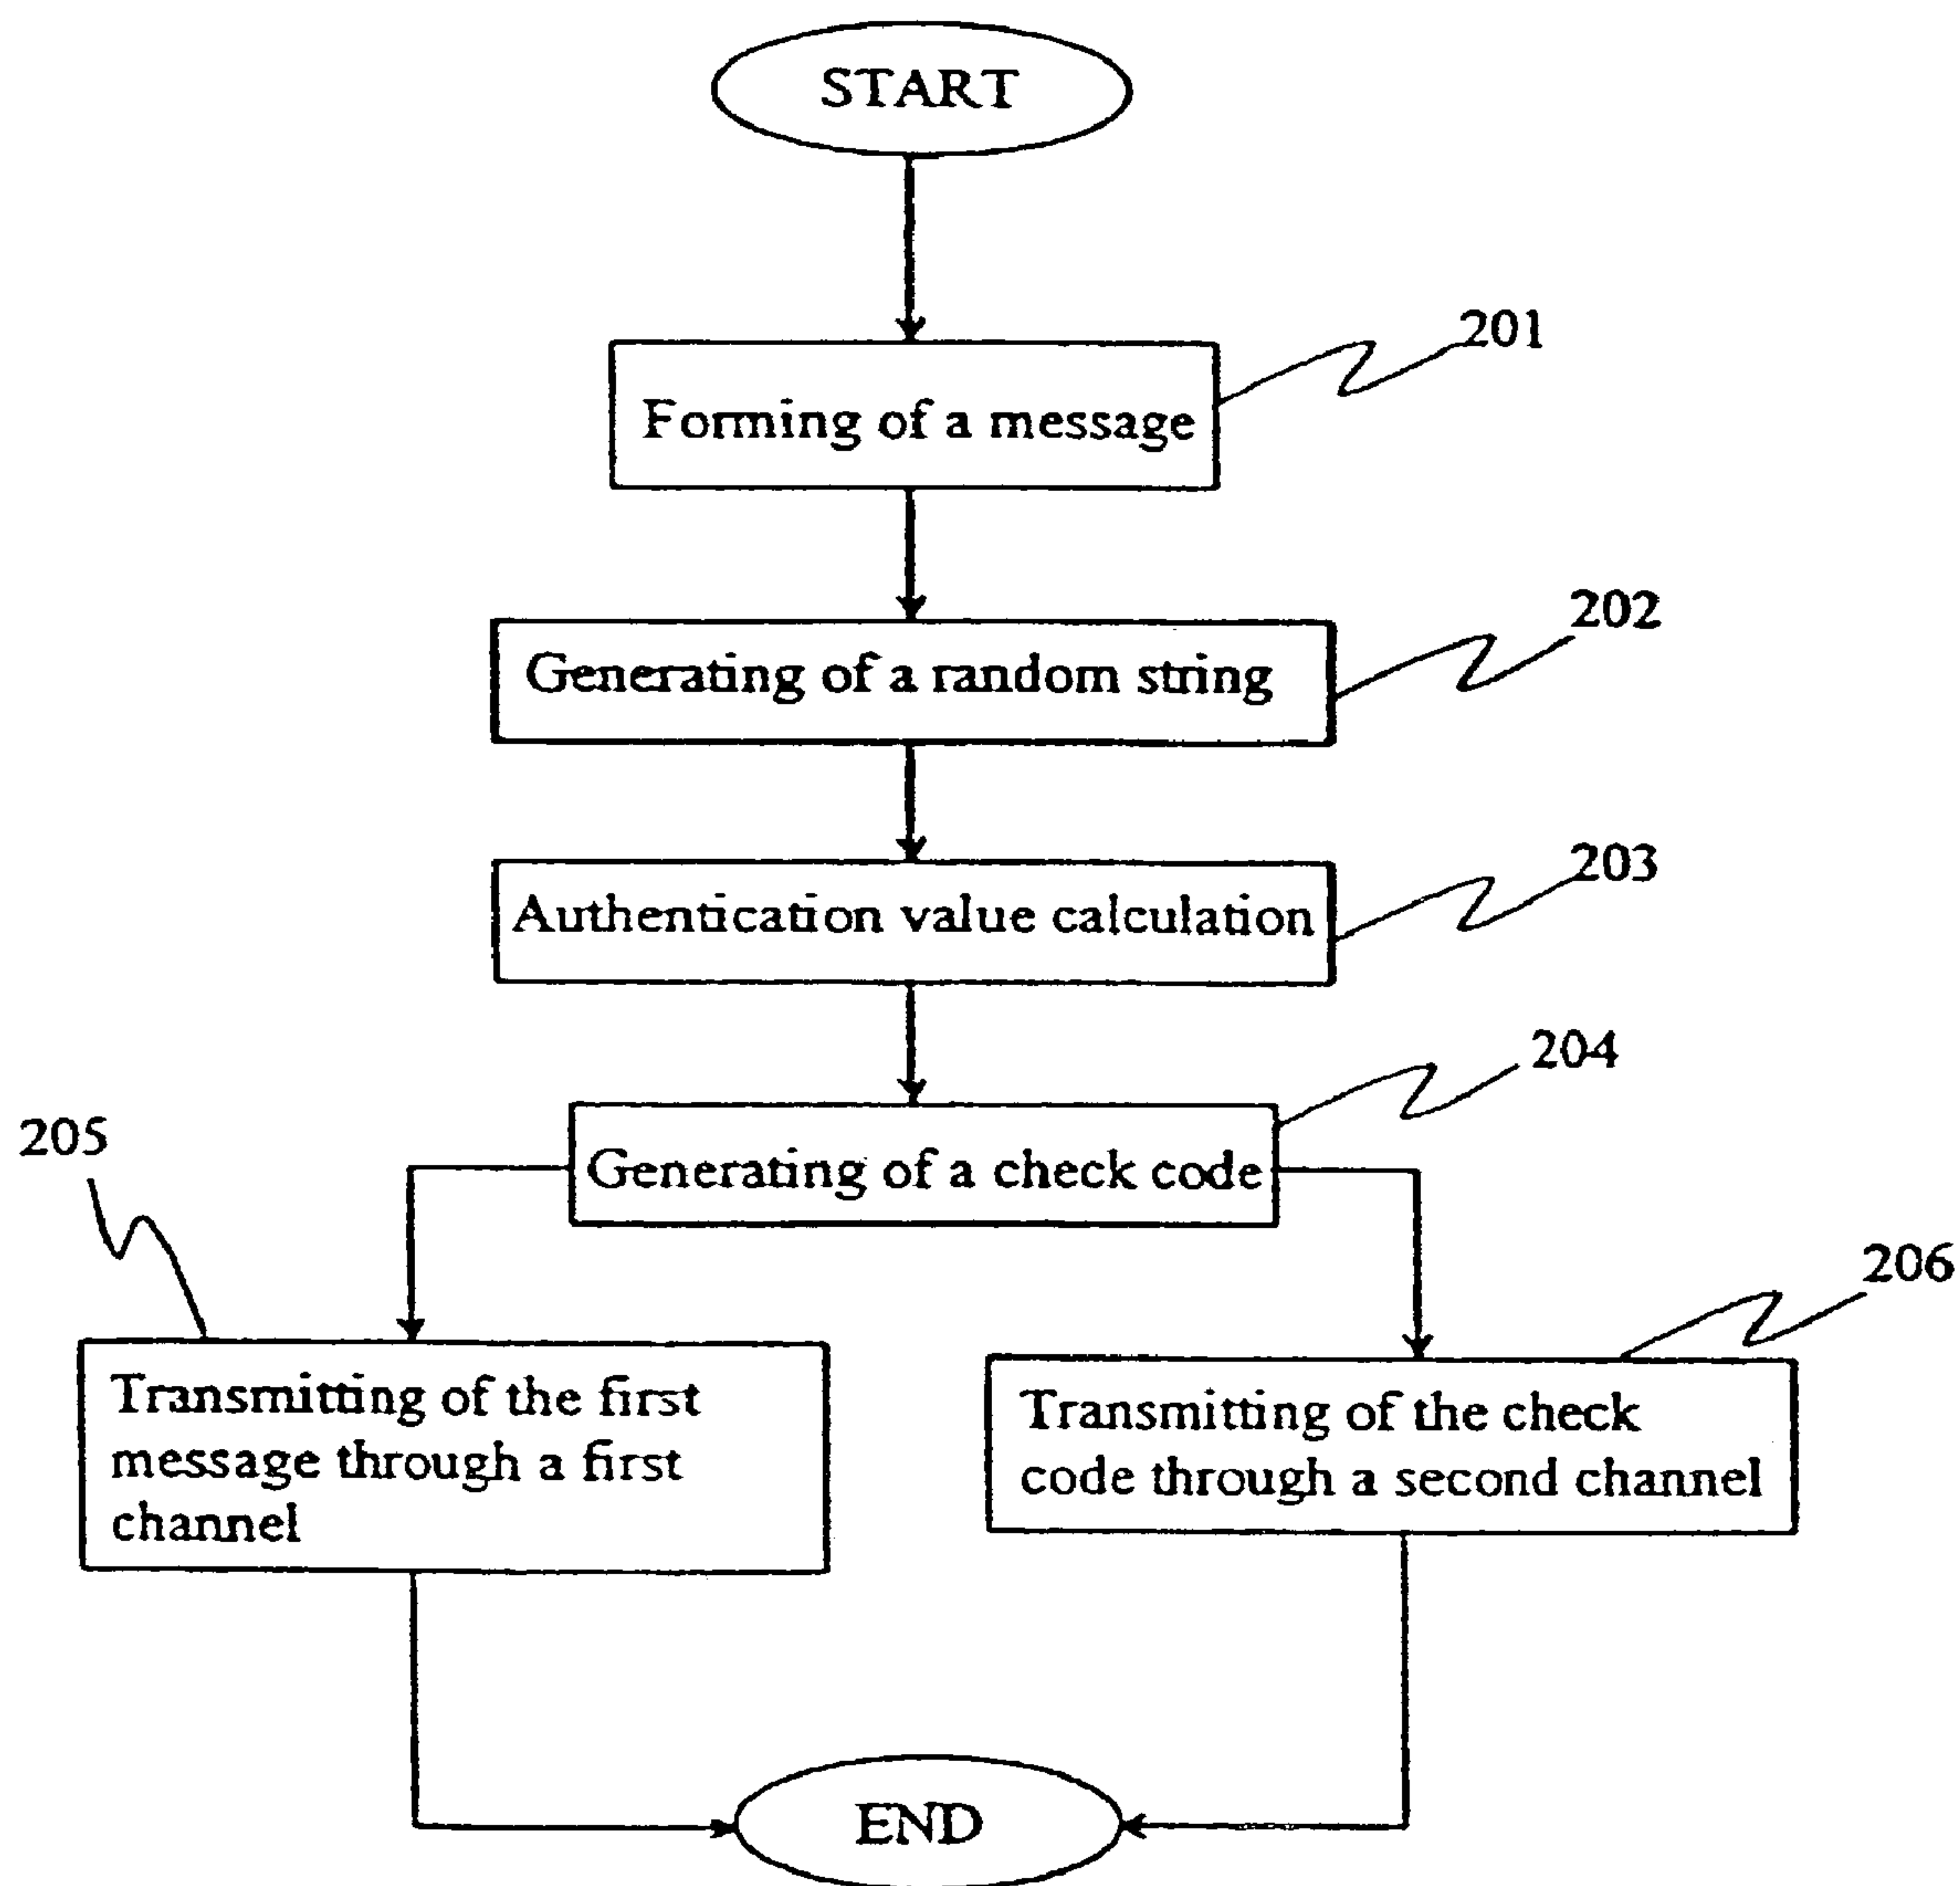 START
201
Forming of a message
202
Generating of a random string
203
Authentication value calculation
204
Generating of a check code
205
206
Transmitting of the first
message through a first
channel
Transmitting of the check
code through a second channel
END